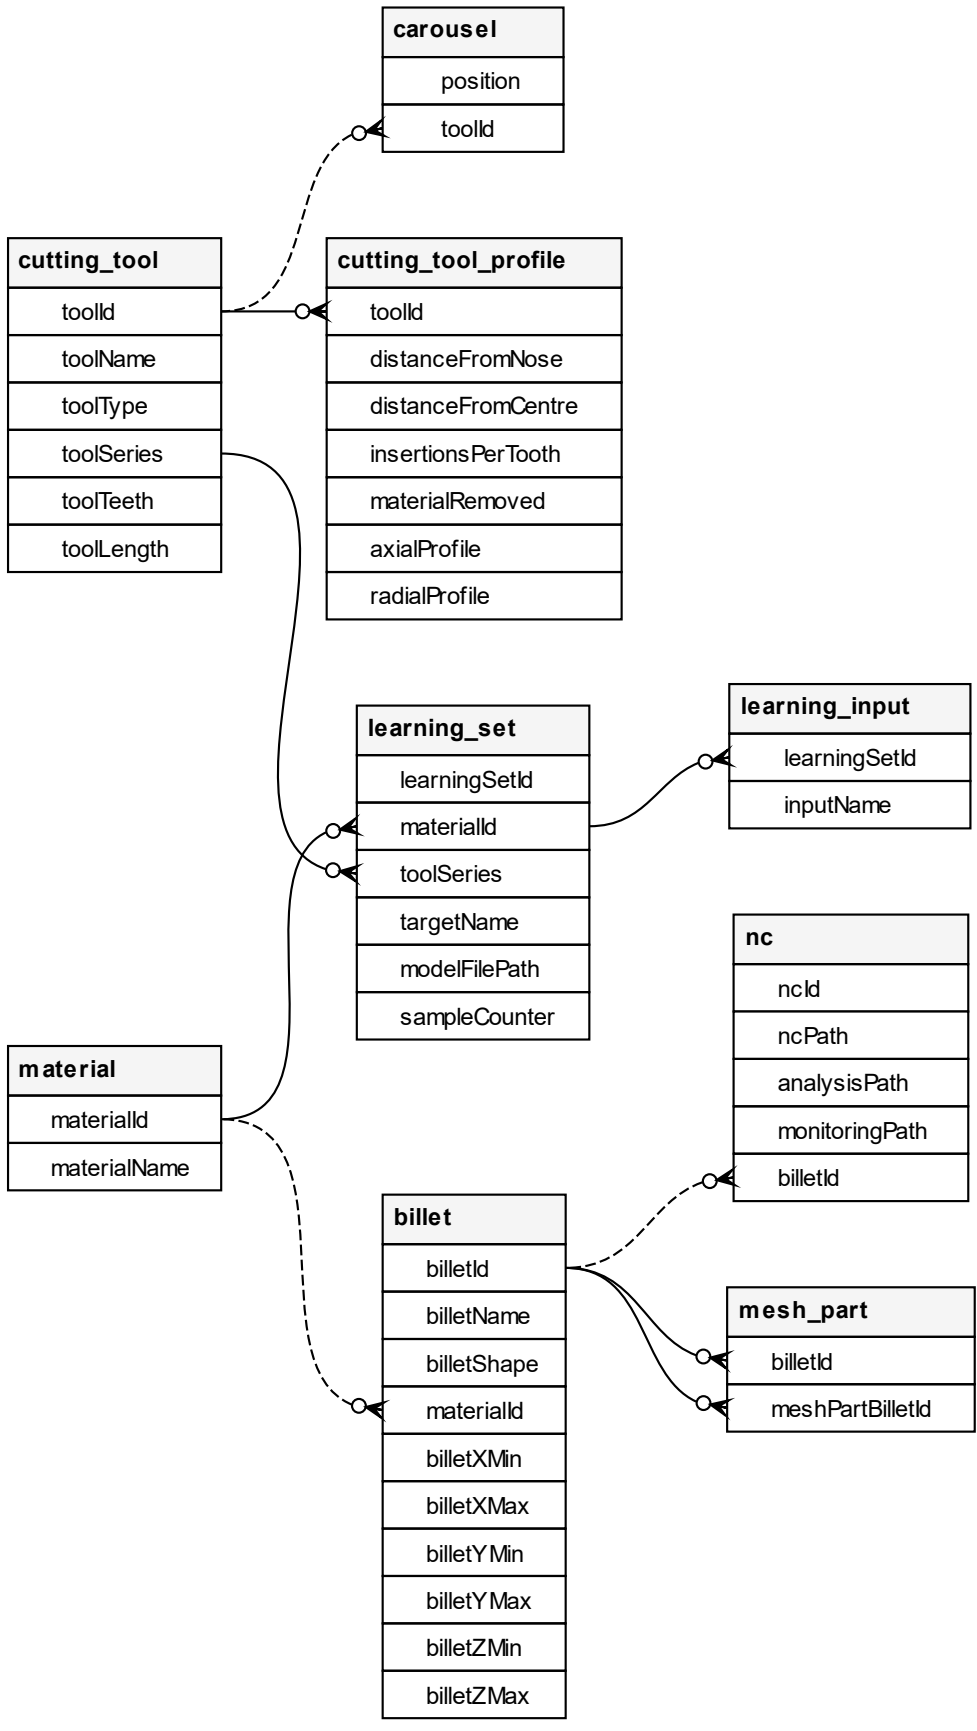 carousel
position
toolId
cutting_tool
toolId
toolName
toolType
toolSeries
toolTeeth
toolLength
cutting_tool_profile
toolId
distanceFromNose
distanceFromCentre
insertionsPerTooth
materialRemoved
axialProfile
radialProfile
learning_set
learningSetId
materialId
toolSeries
targetName
modelFilePath
sampleCounter
learning_input
learningSetId
inputName
nc
ncId
ncPath
analysisPath
monitoringPath
billetId
material
materialId
materialName
billet
billetId
billetName
billetShape
materialId
billetXMin
billetXMax
billetYMin
billetYMax
billetZMin
billetZMax
mesh_part
billetId
meshPartBilletId